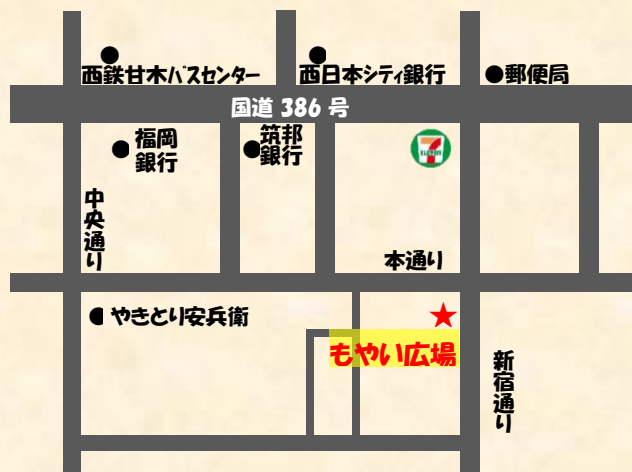 西鉄甘木バスセンター
西日本シティ銀行
郵便局
国道 386 号
福岡
銀行
筑邦
銀行
7
ELEVEn
中央通り
本通り
やきとり安兵衛
もやい広場
新宿通り